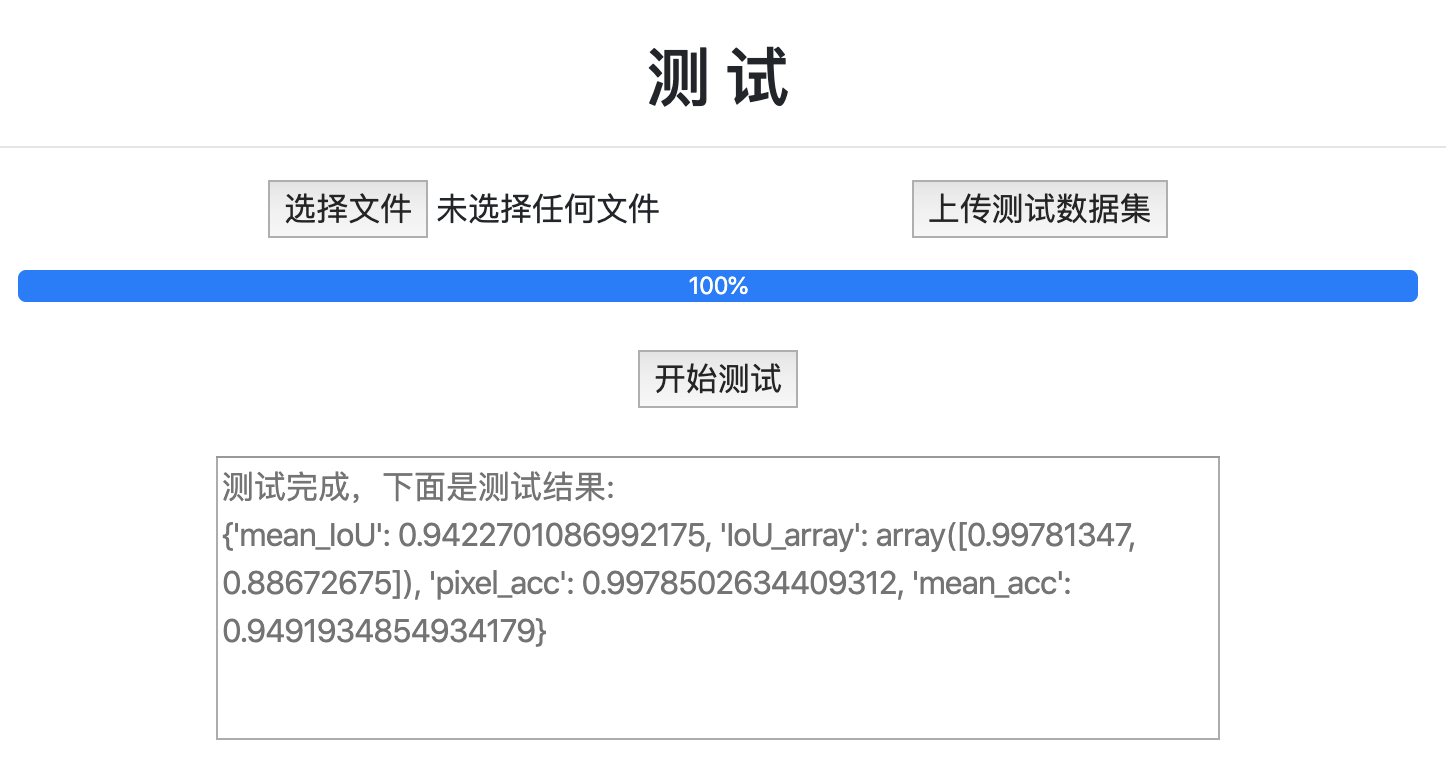 测 试
选择文件 未选择任何文件 上传测试数据集
100%
开始测试
测试完成，下面是测试结果:
{'mean_IoU': 0.9422701086992175, 'IoU_array': array([0.99781347,
0.88672675]), 'pixel_acc': 0.9978502634409312, 'mean_acc':
0.9491934854934179}